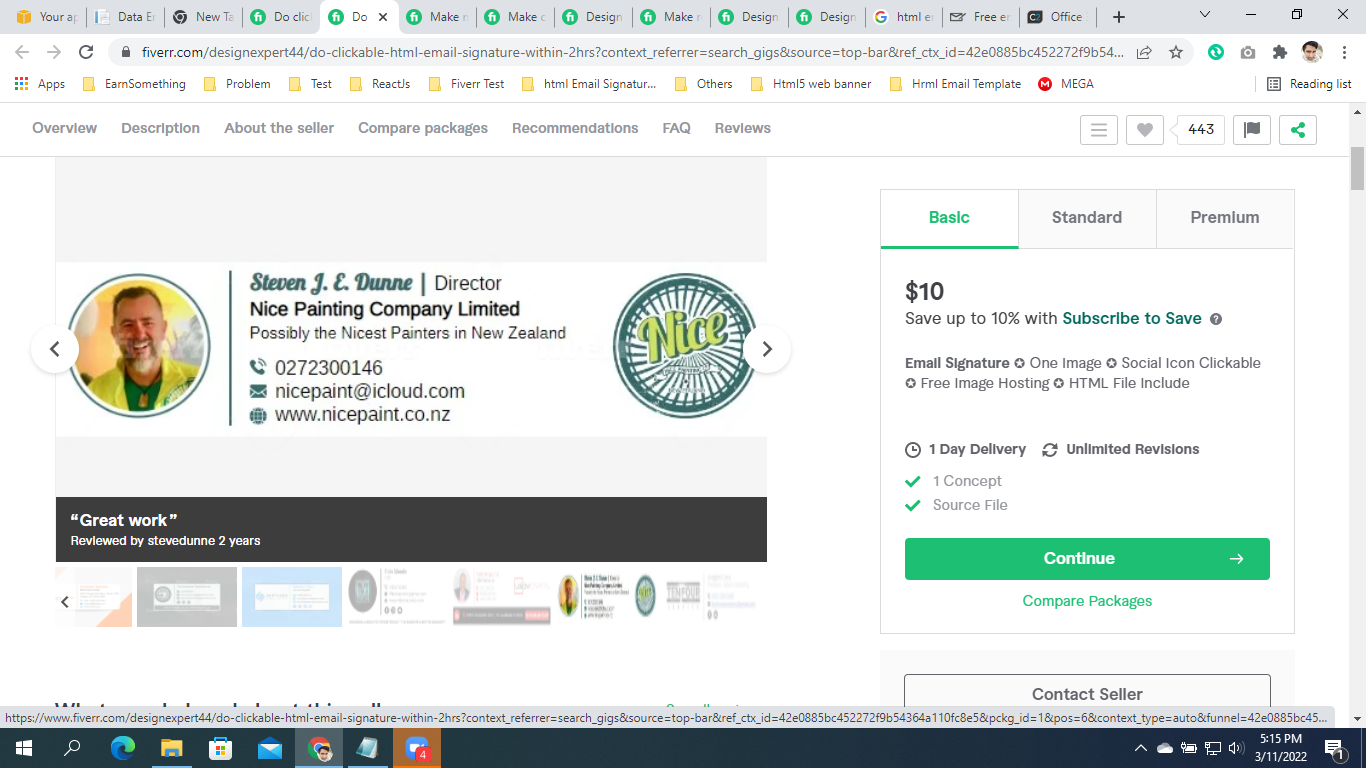 Your ap
Data En
New Ta
Do clic
Do
Make r
Make c
Design
Make r
Design
Design
html er
Free er
Office
fiverr.com/designexpert44/do-clickable-html-email-signature-within-2hrs?context_referrer=search_gigs&source=top-bar&ref_ctx_id=42e0885bc452272f9b54...
Apps
EarnSomething
Problem
Test
ReactJs
Fiverr Test
html Email Signatur...
Others
Html5 web banner
Hrml Email Template
MEGA
Reading list
Overview
Description
About the seller
Compare packages
Recommendations
FAQ
Reviews
443
Steven J. E. Dunne | Director
Nice Painting Company Limited
Possibly the Nicest Painters in New Zealand
0272300146
nicepaint@icloud.com
www.nicepaint.co.nz
Nice
“Great work”
Reviewed by stevedunne 2 years
TENFOUR
Basic
Standard
Premium
$10
Save up to 10% with Subscribe to Save
Email Signature ✪ One Image ✪ Social Icon Clickable
✪ Free Image Hosting ✪ HTML File Include
1 Day Delivery
Unlimited Revisions
1 Concept
Source File
Continue
Compare Packages
Contact Seller
https://www.fiverr.com/designexpert44/do-clickable-html-email-signature-within-2hrs?context_referrer=search_gigs&source=top-bar&ref_ctx_id=42e0885bc452272f9b54364a110fc8e5&pckg_id=1&pos=6&context_type=auto&funnel=42e0885bc45...
4
5:15 PM
3/11/2022
1